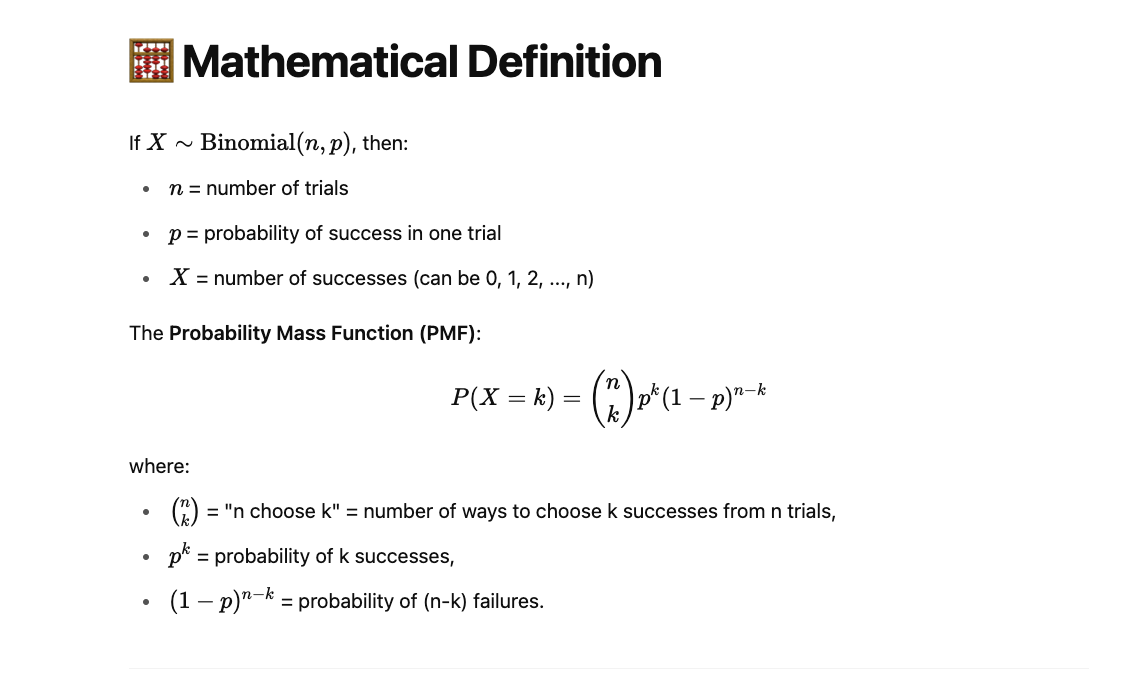 🧮 Mathematical Definition
If X ∼ Binomial(n, p), then:
• n = number of trials
• p = probability of success in one trial
• X = number of successes (can be 0, 1, 2, ..., n)
The Probability Mass Function (PMF):
P(X = k) = \binom{n}{k} p^k (1 − p)^{n−k}
where:
• \binom{n}{k} = "n choose k" = number of ways to choose k successes from n trials,
• p^k = probability of k successes,
• (1 − p)^{n−k} = probability of (n-k) failures.